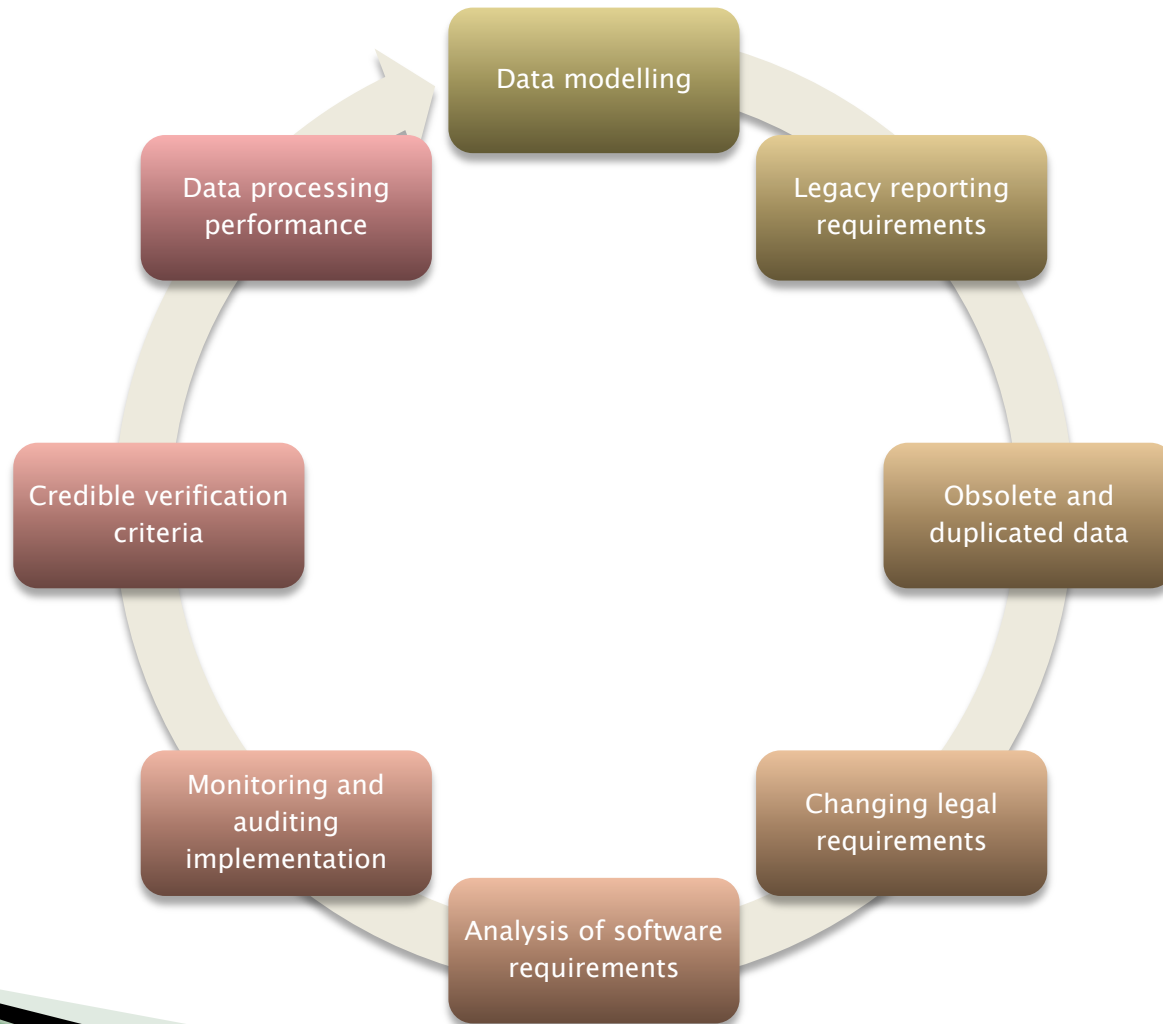 Data modelling
Legacy reporting
requirements
Obsolete and
duplicated data
Changing legal
requirements
Analysis of software
requirements
Monitoring and
auditing
implementation
Credible verification
criteria
Data processing
performance